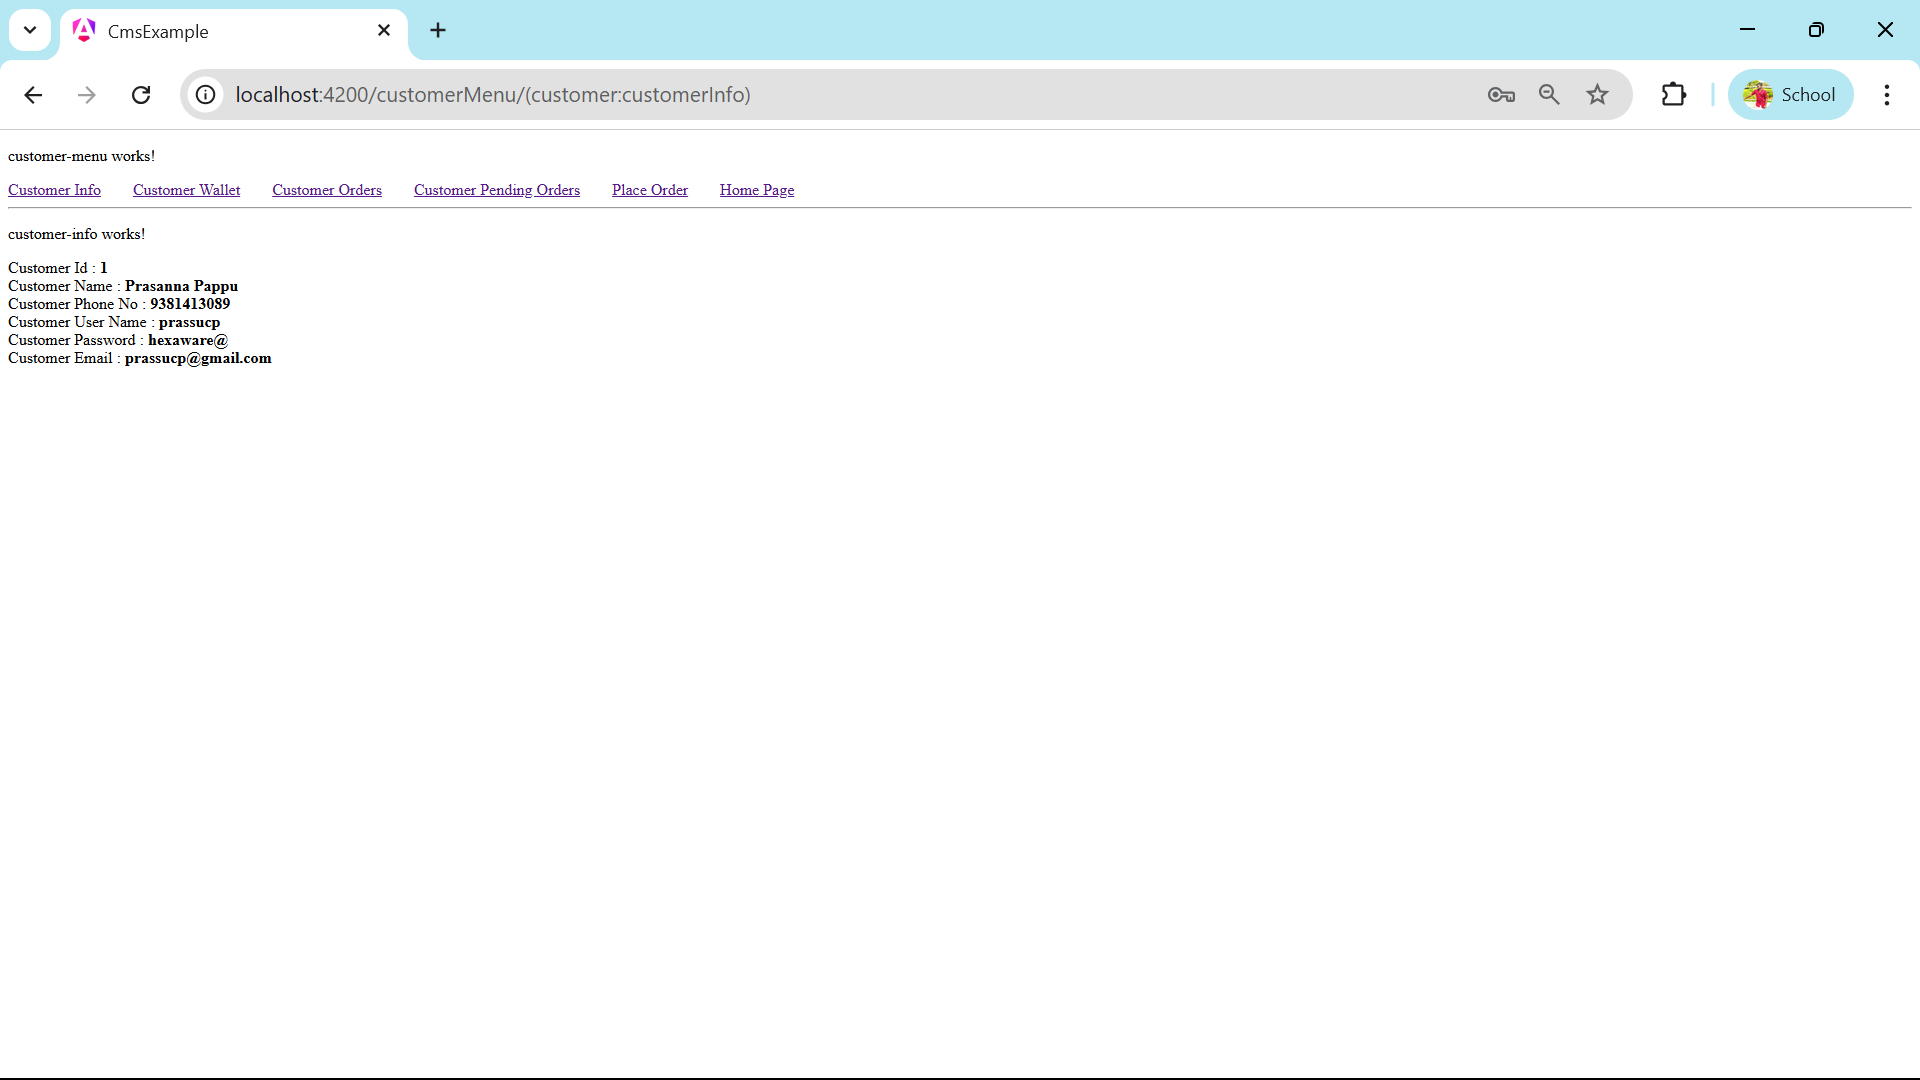 CmsExample
localhost:4200/customerMenu/(customer:customerInfo)
School
customer-menu works!
Customer Info Customer Wallet Customer Orders Customer Pending Orders Place Order Home Page
customer-info works!
Customer Id : 1
Customer Name : Prasanna Pappu
Customer Phone No : 9381413089
Customer User Name : prassucp
Customer Password : hexaware@
Customer Email : prassucp@gmail.com